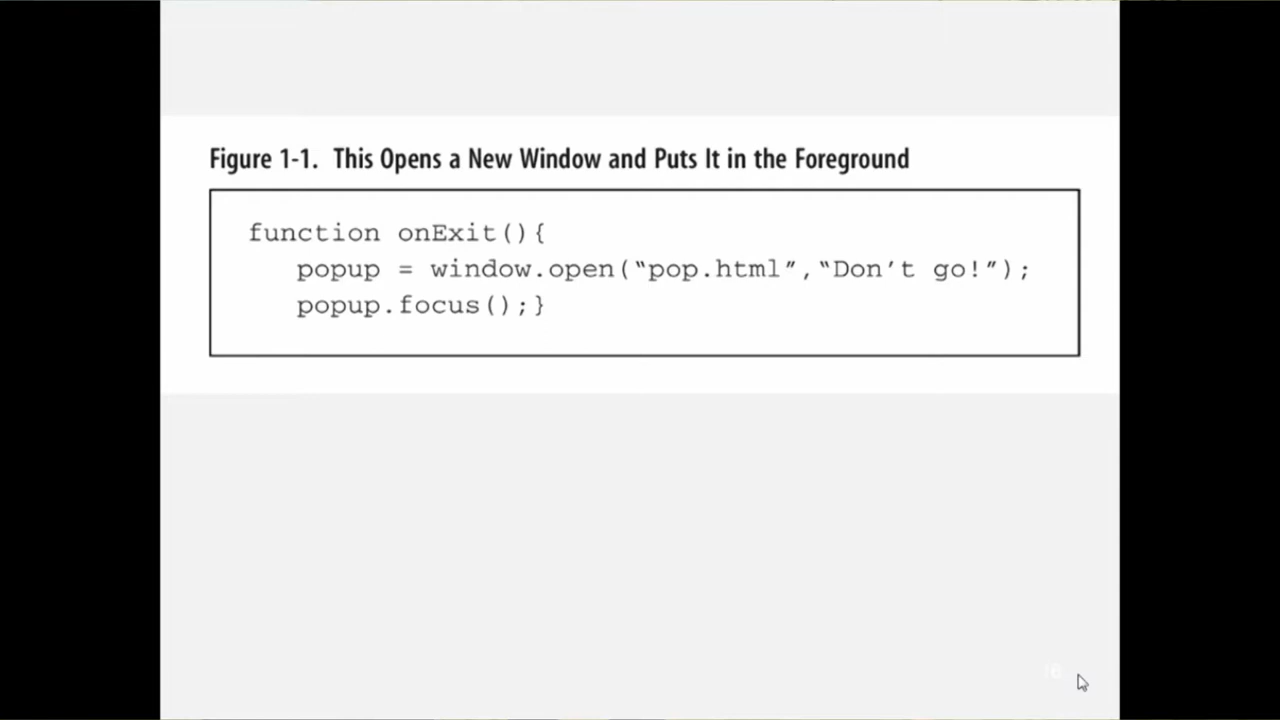 Figure 1-1. This Opens a New Window and Puts It in the Foreground
function onExit(){
popup = window.open(“pop.html”,“Don’t go!”);
popup.focus();}
16